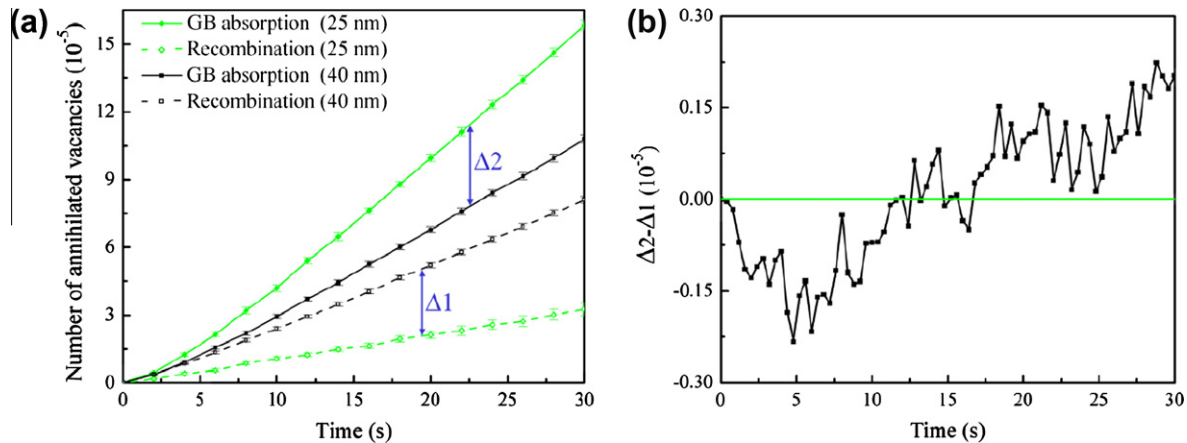 (a)
Number of annihilated vacancies (10⁻⁵)
15
12
9
6
3
0
GB absorption (25 nm)
Recombination (25 nm)
GB absorption (40 nm)
Recombination (40 nm)
Δ2
Δ1
0 5 10 15 20 25 30
Time (s)
(b)
Δ2-Δ1 (10⁻⁵)
0.30
0.15
0.00
-0.15
-0.30
0 5 10 15 20 25 30
Time (s)